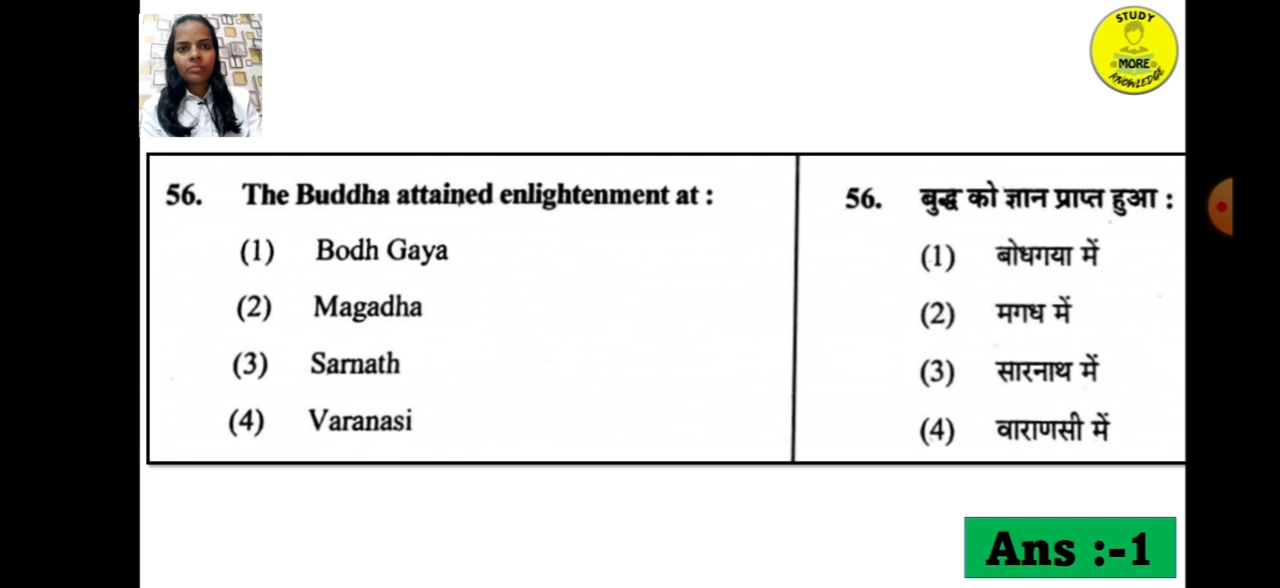 STUDY
MORE
KNOWLEDGE
56. The Buddha attained enlightenment at :
(1) Bodh Gaya
(2) Magadha
(3) Sarnath
(4) Varanasi
56. बुद्ध को ज्ञान प्राप्त हुआ :
(1) बोधगया में
(2) मगध में
(3) सारनाथ में
(4) वाराणसी में
Ans :-1